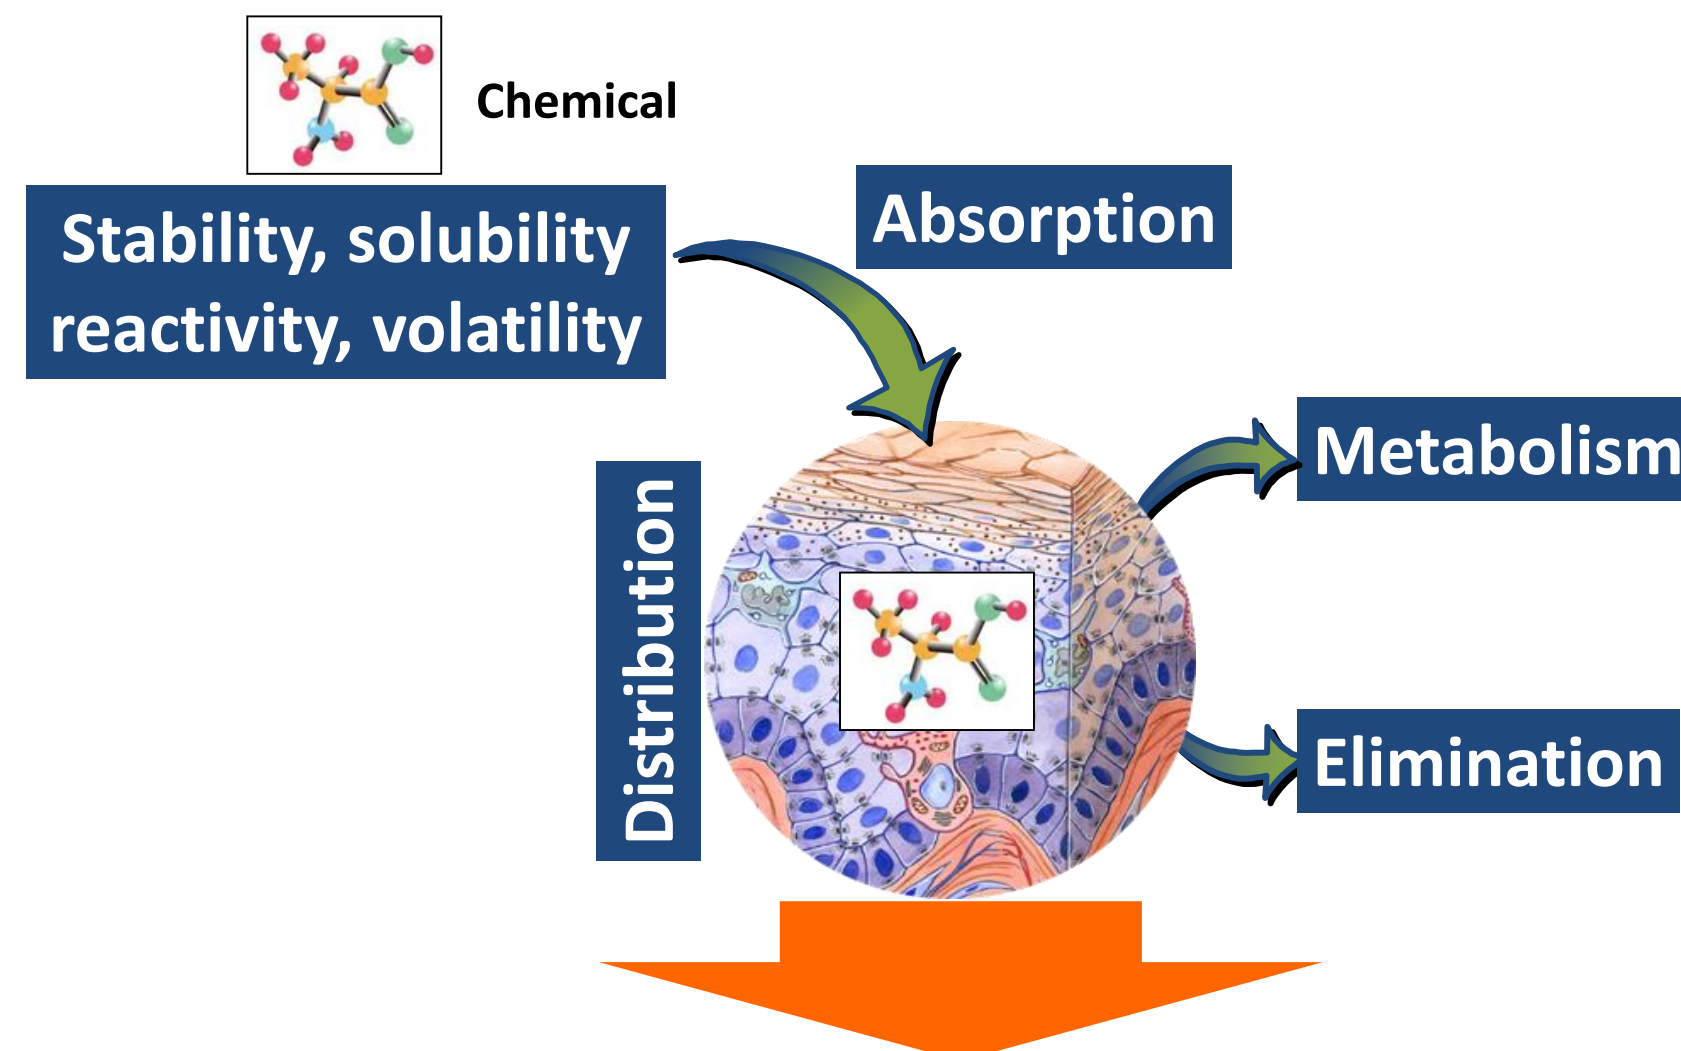 Chemical
Stability, solubility
reactivity, volatility
Absorption
Metabolism
Distribution
Elimination